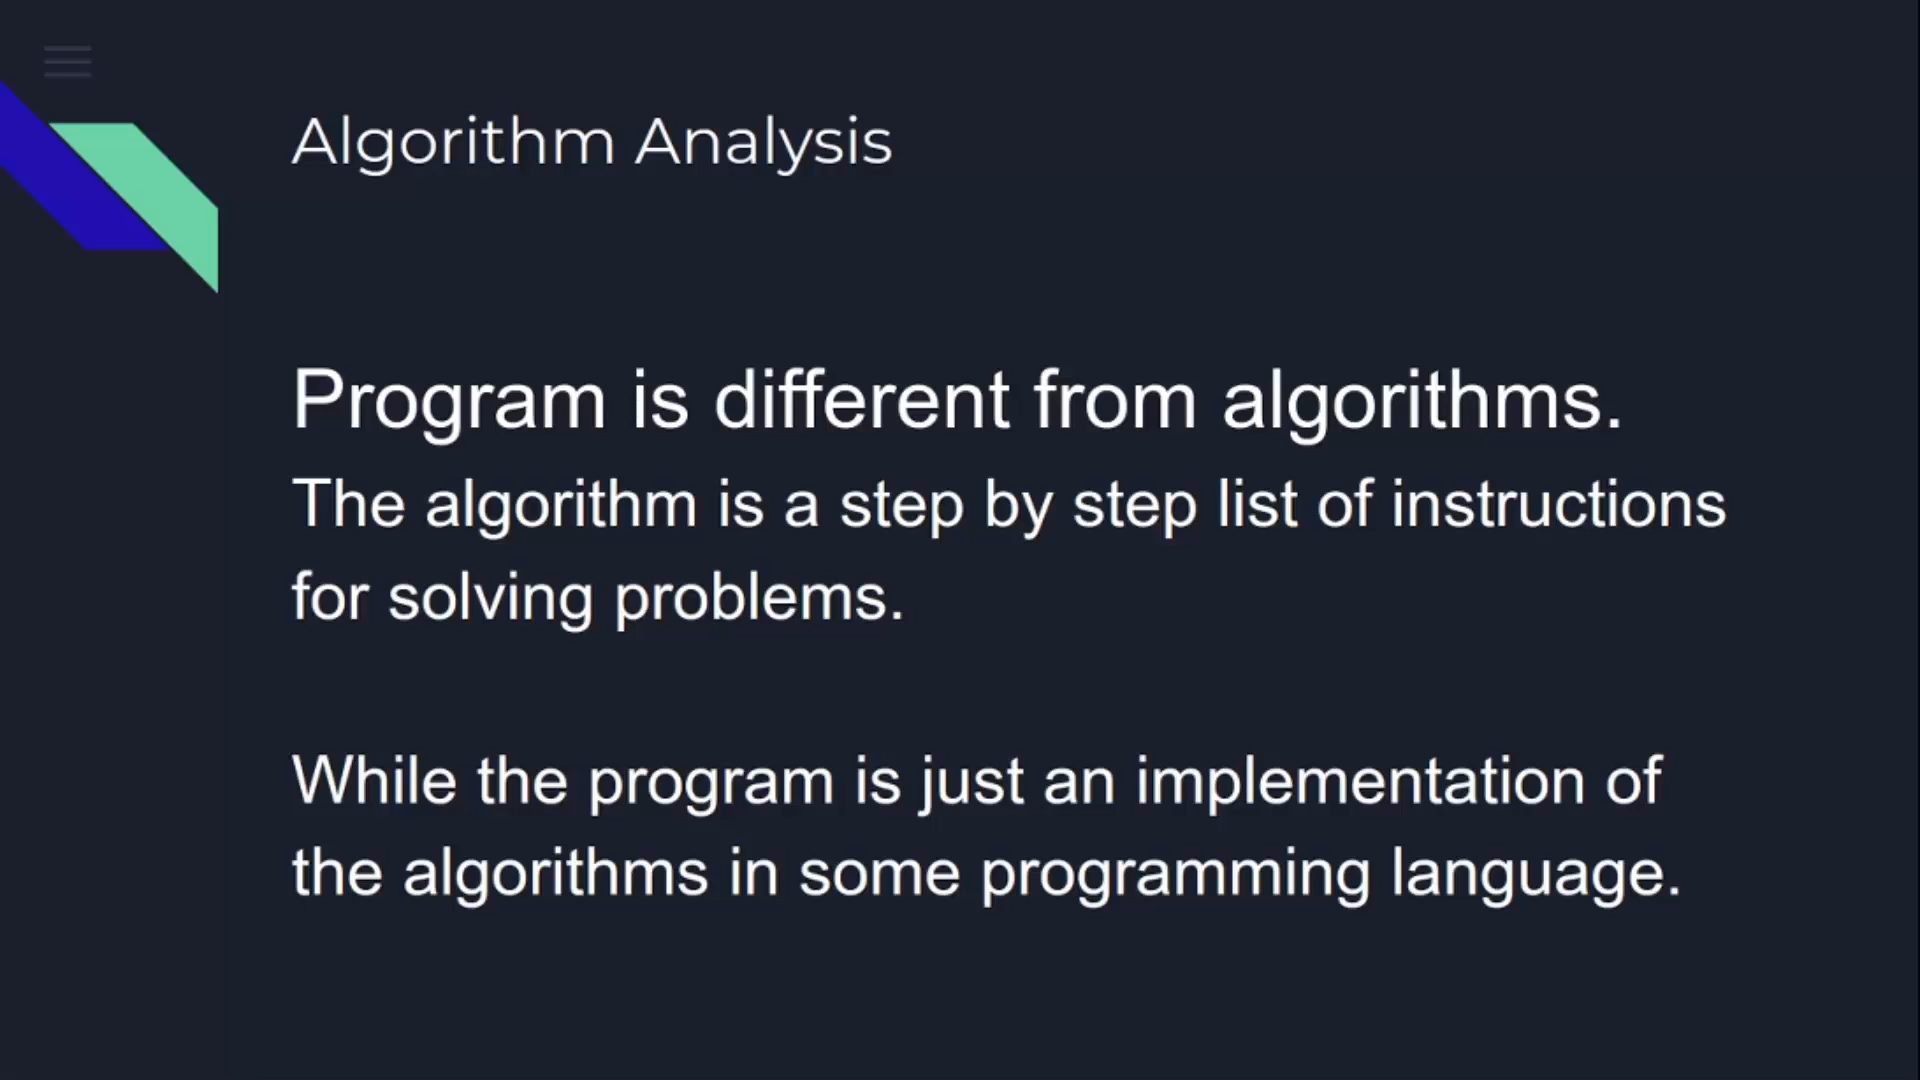 Algorithm Analysis
Program is different from algorithms.
The algorithm is a step by step list of instructions
for solving problems.
While the program is just an implementation of
the algorithms in some programming language.